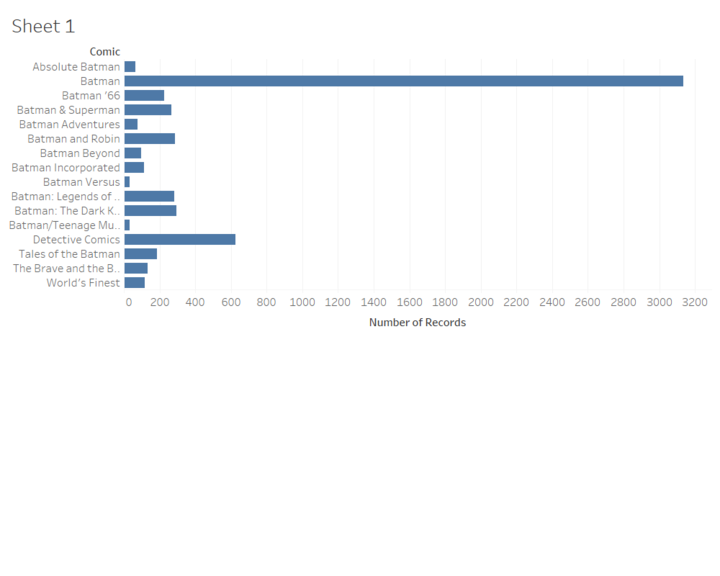 Sheet 1
Comic
Absolute Batman
Batman
Batman '66
Batman & Superman
Batman Adventures
Batman and Robin
Batman Beyond
Batman Incorporated
Batman Versus
Batman: Legends of ..
Batman: The Dark K..
Batman/Teenage Mu..
Detective Comics
Tales of the Batman
The Brave and the B..
World's Finest
0 200 400 600 800 1000 1200 1400 1600 1800 2000 2200 2400 2600 2800 3000 3200
Number of Records